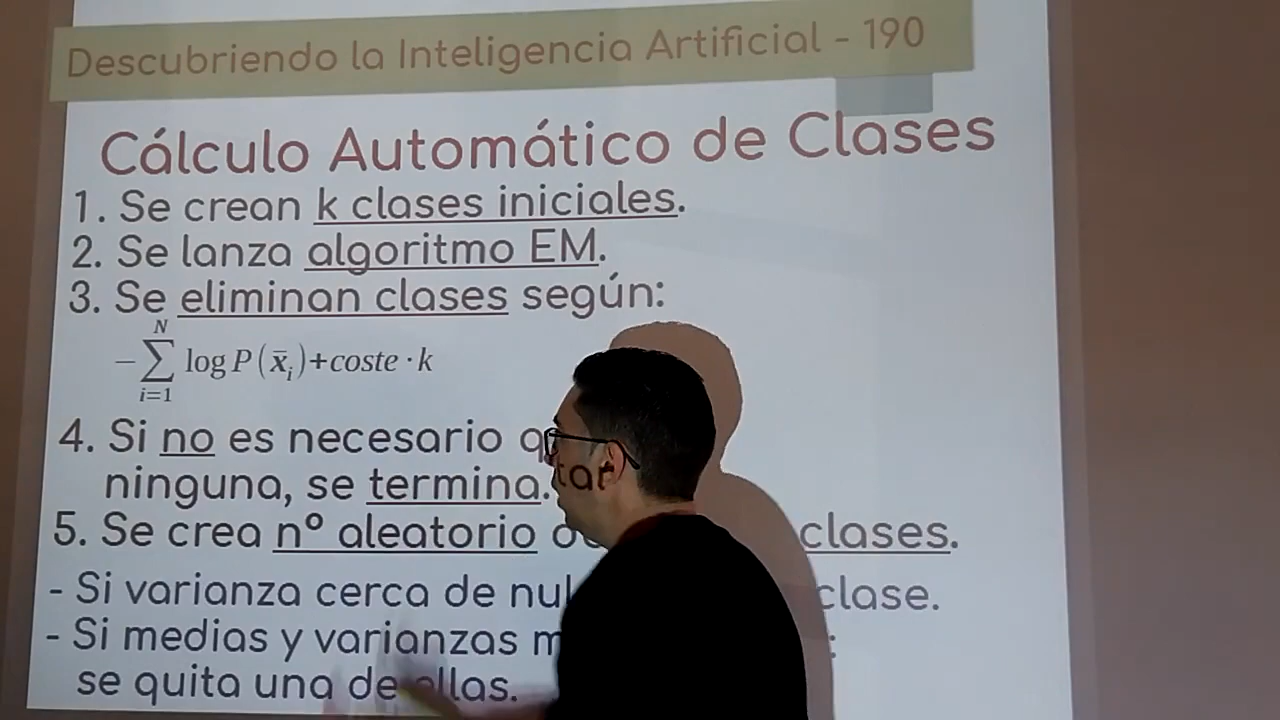 Descubriendo la Inteligencia Artificial - 190
Cálculo Automático de Clases
1. Se crean k clases iniciales.
2. Se lanza algoritmo EM.
3. Se eliminan clases según:
N
−∑ log P(x̄ᵢ)+coste·k
i=1
4. Si no es necesario
ninguna, se termina.
5. Se crea nº aleatorio clases.
- Si varianza cerca de clase.
- Si medias y varianzas
se quita una de ellas.